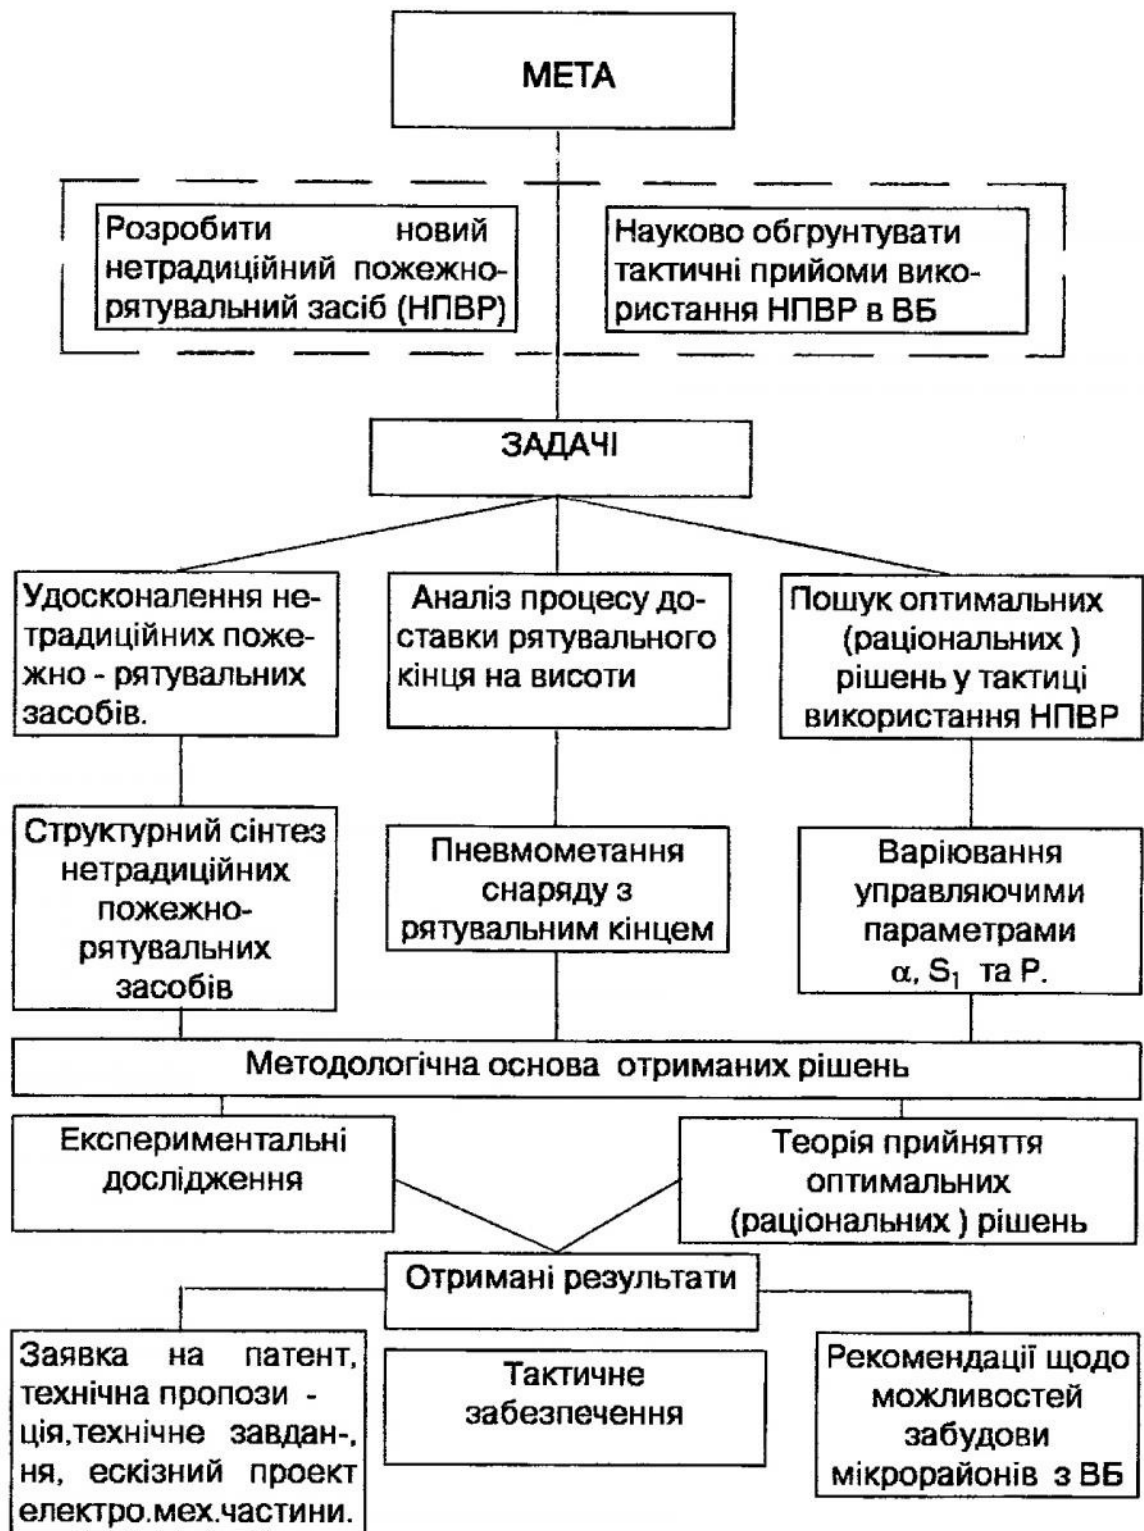 МЕТА
Розробити новий
нетрадиційний пожежно-
рятувальний засіб (НПВР)
Науково обгрунтувати
тактичні прийоми вико-
ристання НПВР в ВБ
ЗАДАЧІ
Удосконалення не-
традиційних поже-
жно - рятувальних
засобів.
Аналіз процесу до-
ставки рятувального
кінця на висоти
Пошук оптимальних
(раціональних )
рішень у тактиці
використання НПВР
Структурний сінтез
нетрадиційних
пожежно-
рятувальних
засобів
Пневмометання
снаряду з
рятувальним кінцем
Варіювання
управляючими
параметрами
α, S₁ та P.
Методологічна основа отриманих рішень
Експериментальні
дослідження
Теорія прийняття
оптимальних
(раціональних ) рішень
Отримані результати
Заявка на патент,
технічна пропози -
ція,технічне завдан-,
ня, ескізний проект
електро.мех.частини.
Тактичне
забезпечення
Рекомендації щодо
можливостей
забудови
мікрорайонів з ВБ